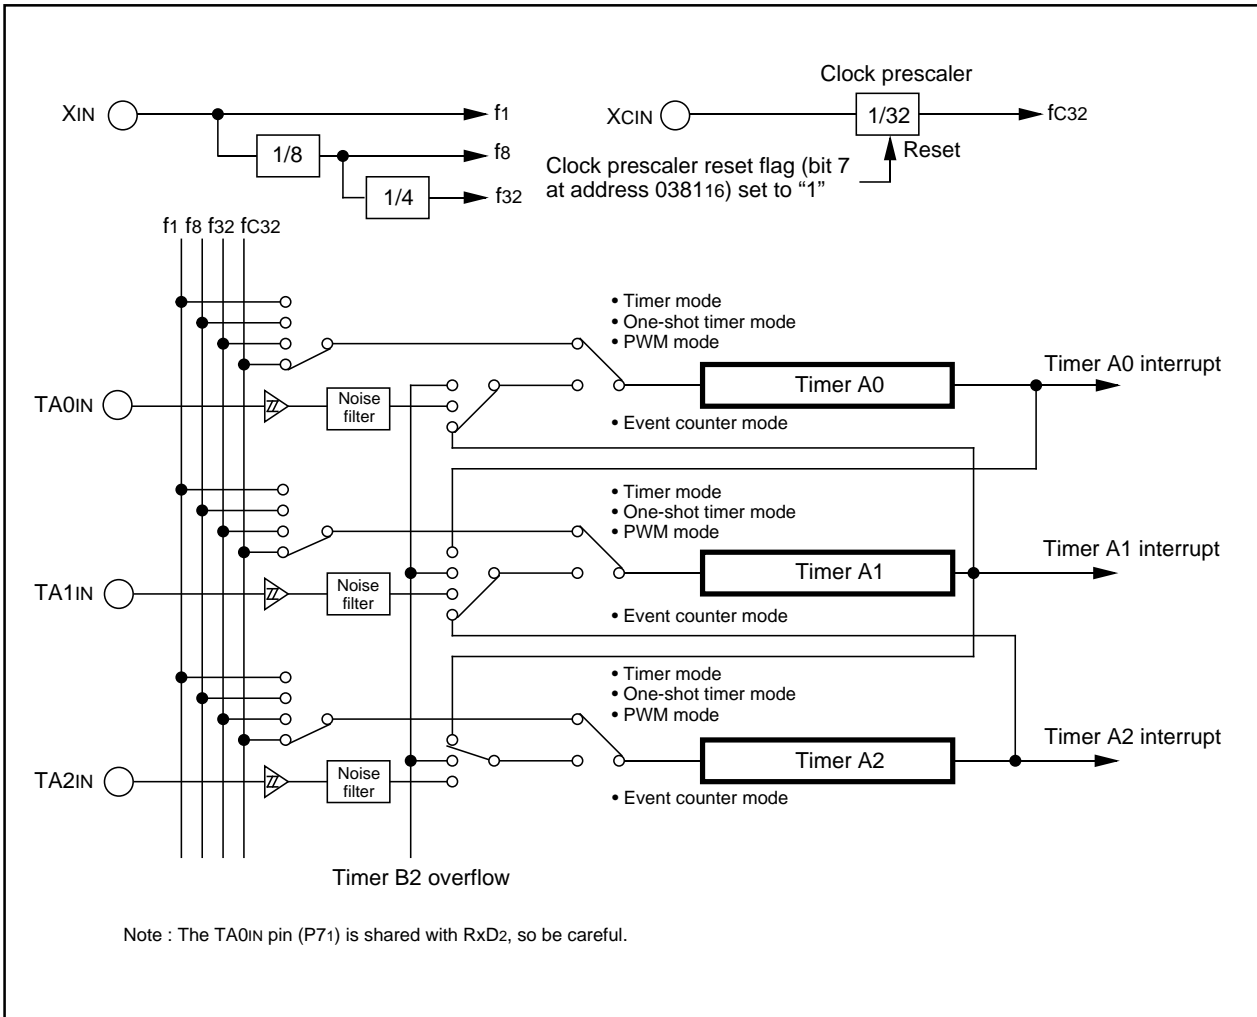 Clock prescaler
XIN
f1
XCIN
1/32
fC32
1/8
f8
Reset
Clock prescaler reset flag (bit 7
at address 038116) set to “1”
1/4
f32
f1 f8 f32 fC32
• Timer mode
• One-shot timer mode
• PWM mode
Timer A0 interrupt
Timer A0
TA0IN
Noise
filter
• Event counter mode
• Timer mode
• One-shot timer mode
• PWM mode
Timer A1 interrupt
Timer A1
TA1IN
Noise
filter
• Event counter mode
• Timer mode
• One-shot timer mode
• PWM mode
Timer A2 interrupt
Timer A2
TA2IN
Noise
filter
• Event counter mode
Timer B2 overflow
Note : The TA0IN pin (P71) is shared with RxD2, so be careful.